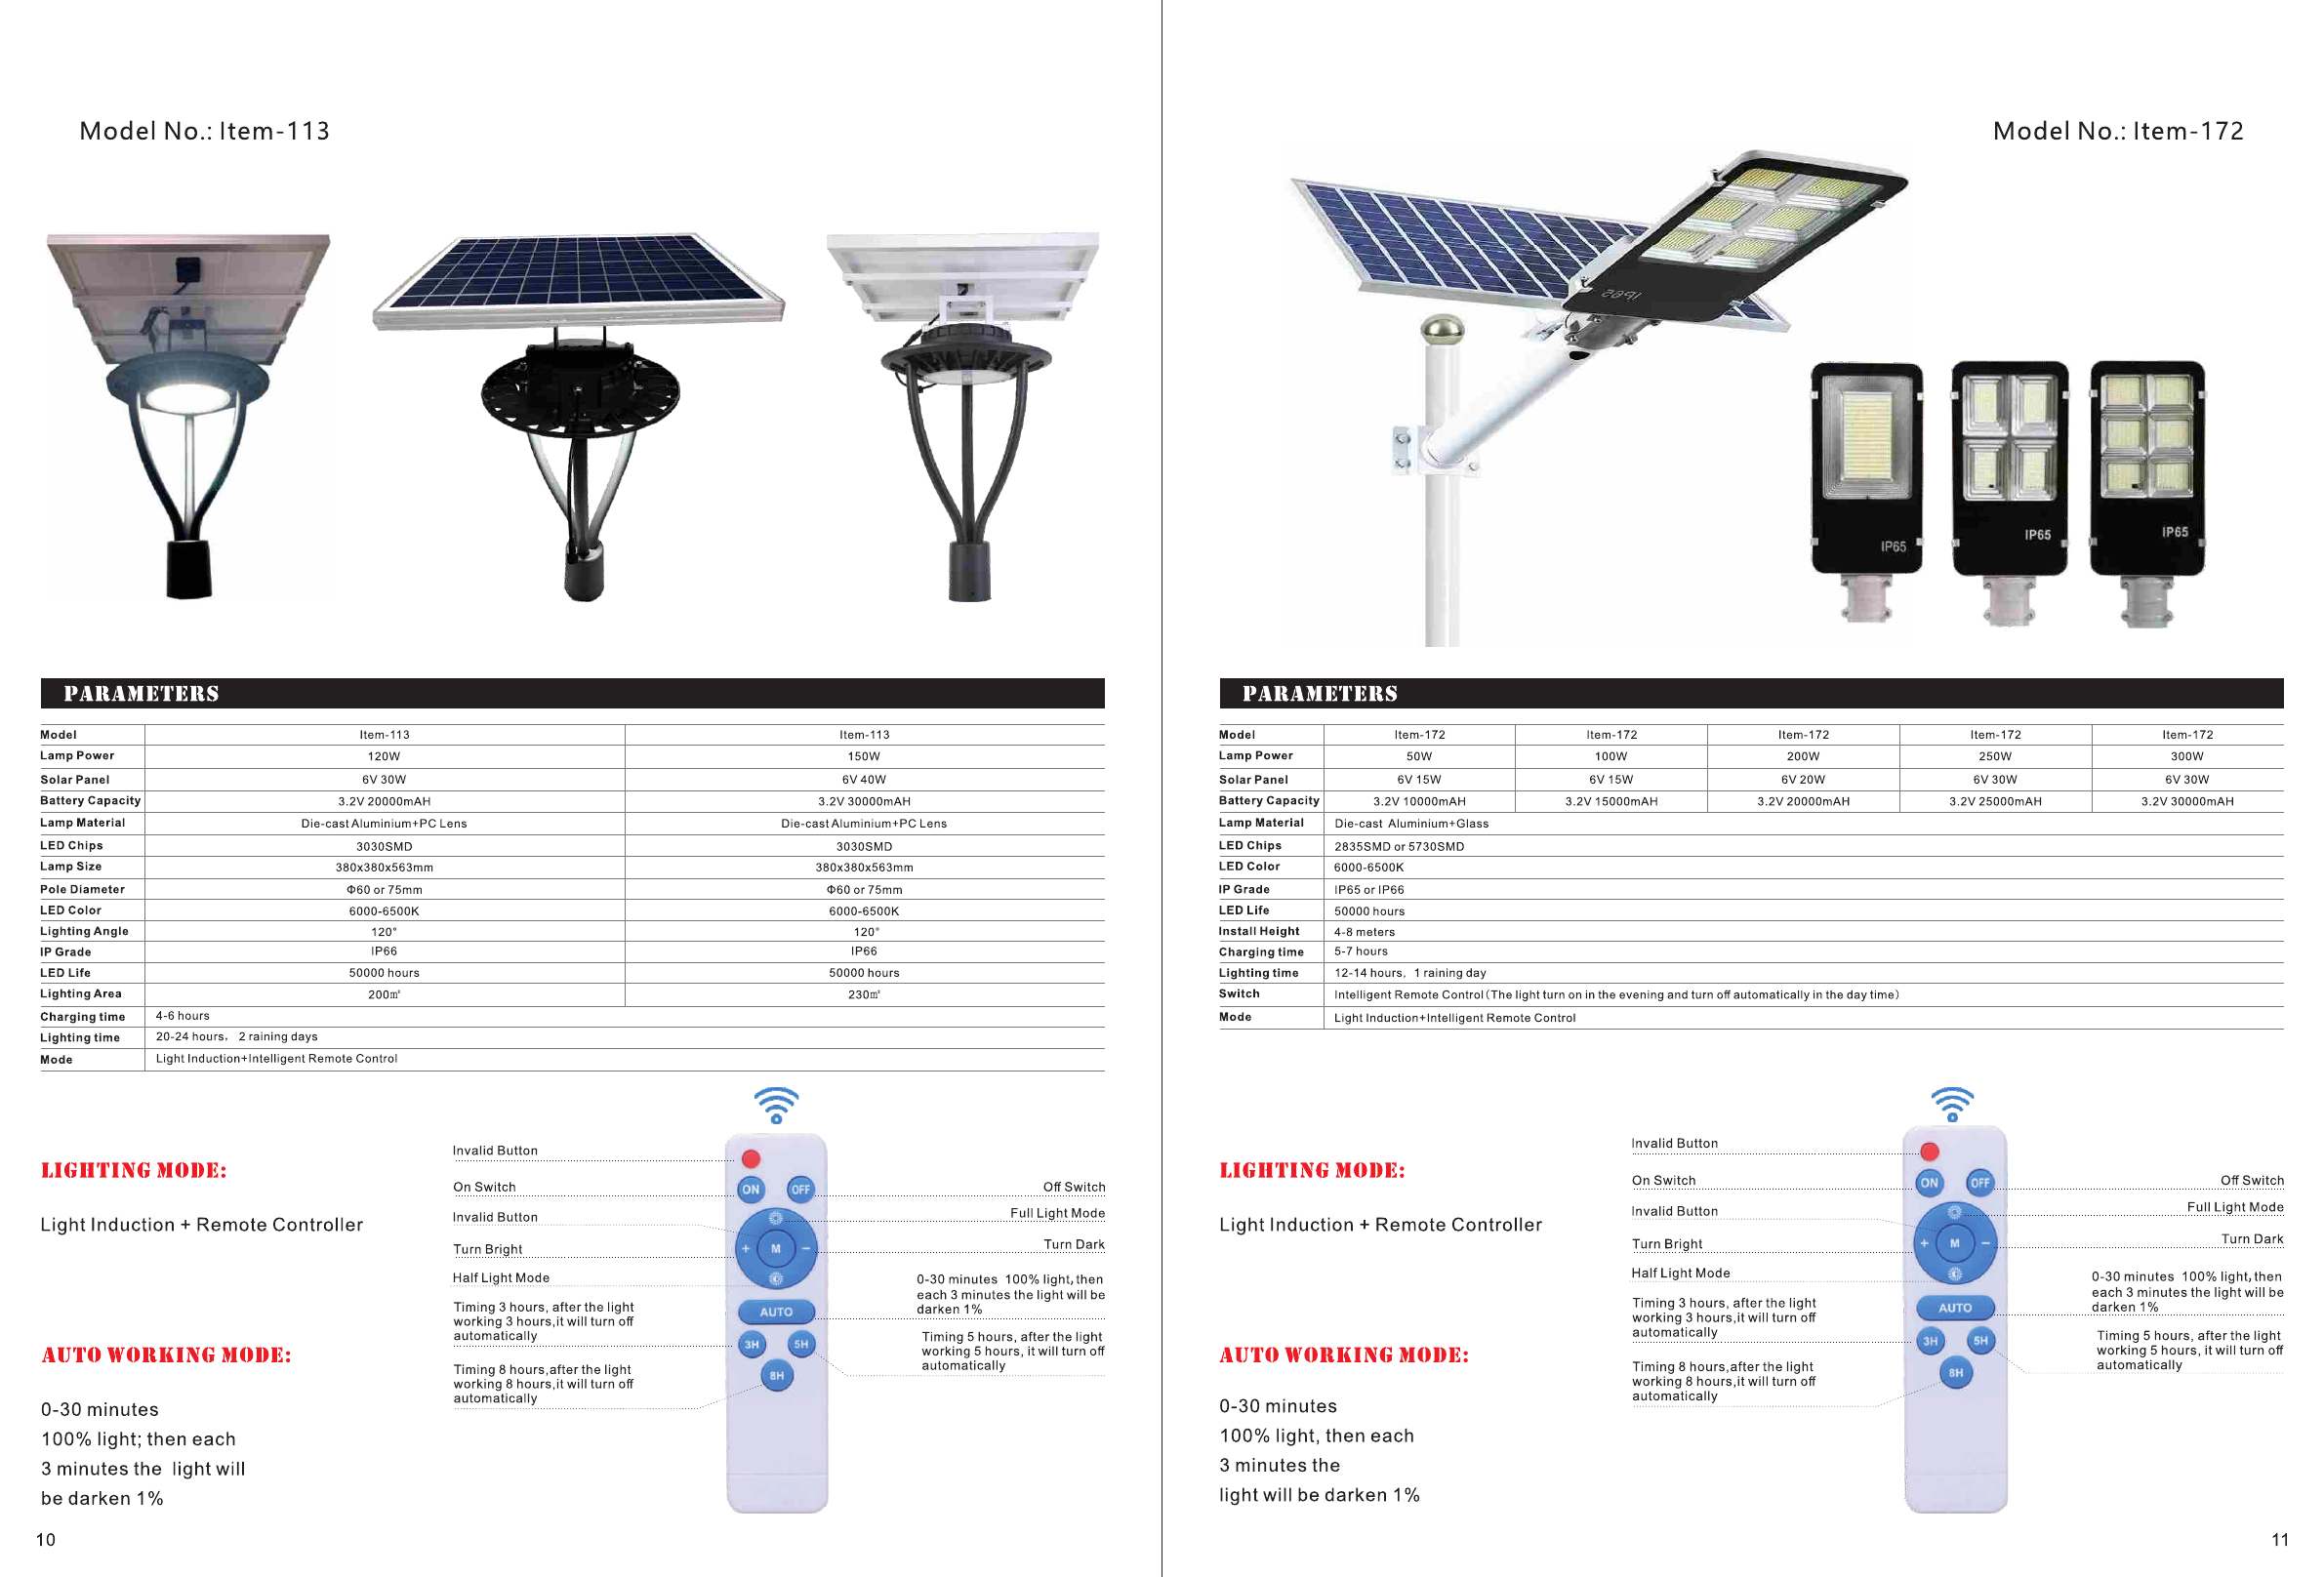 Model No.: Item-113
PARAMETERS
Model Item-113 Item-113
Lamp Power 120W 150W
Solar Panel 6V 30W 6V 40W
Battery Capacity 3.2V 20000mAH 3.2V 30000mAH
Lamp Material Die-cast Aluminium+PC Lens Die-cast Aluminium+PC Lens
LED Chips 3030SMD 3030SMD
Lamp Size 380x380x563mm 380x380x563mm
Pole Diameter Φ60 or 75mm Φ60 or 75mm
LED Color 6000-6500K 6000-6500K
Lighting Angle 120° 120°
IP Grade IP66 IP66
LED Life 50000 hours 50000 hours
Lighting Area 200㎡ 230㎡
Charging time 4-6 hours
Lighting time 20-24 hours, 2 raining days
Mode Light Induction+Intelligent Remote Control
LIGHTING MODE:
Light Induction + Remote Controller
AUTO WORKING MODE:
0-30 minutes
100% light; then each
3 minutes the light will
be darken 1%
Invalid Button
On Switch
Invalid Button
Turn Bright
Half Light Mode
Timing 3 hours, after the light
working 3 hours,it will turn off
automatically
Timing 8 hours,after the light
working 8 hours,it will turn off
automatically
ON OFF
+ M −
AUTO
3H 5H
8H
Off Switch
Full Light Mode
Turn Dark
0-30 minutes 100% light,then
each 3 minutes the light will be
darken 1%
Timing 5 hours, after the light
working 5 hours, it will turn off
automatically
10
Model No.: Item-172
IP65
IP65
IP65
IP65
PARAMETERS
Model Item-172 Item-172 Item-172 Item-172 Item-172
Lamp Power 50W 100W 200W 250W 300W
Solar Panel 6V 15W 6V 15W 6V 20W 6V 30W 6V 30W
Battery Capacity 3.2V 10000mAH 3.2V 15000mAH 3.2V 20000mAH 3.2V 25000mAH 3.2V 30000mAH
Lamp Material Die-cast Aluminium+Glass
LED Chips 2835SMD or 5730SMD
LED Color 6000-6500K
IP Grade IP65 or IP66
LED Life 50000 hours
Install Height 4-8 meters
Charging time 5-7 hours
Lighting time 12-14 hours, 1 raining day
Switch Intelligent Remote Control(The light turn on in the evening and turn off automatically in the day time)
Mode Light Induction+Intelligent Remote Control
LIGHTING MODE:
Light Induction + Remote Controller
AUTO WORKING MODE:
0-30 minutes
100% light, then each
3 minutes the
light will be darken 1%
Invalid Button
On Switch
Invalid Button
Turn Bright
Half Light Mode
Timing 3 hours, after the light
working 3 hours,it will turn off
automatically
Timing 8 hours,after the light
working 8 hours,it will turn off
automatically
ON OFF
+ M −
AUTO
3H 5H
8H
Off Switch
Full Light Mode
Turn Dark
0-30 minutes 100% light,then
each 3 minutes the light will be
darken 1%
Timing 5 hours, after the light
working 5 hours, it will turn off
automatically
11